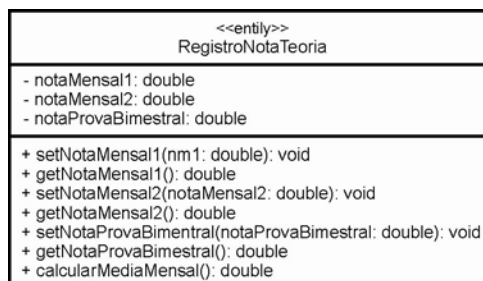 <<entily>>
RegistroNotaTeoria
- notaMensal1: double
- notaMensal2: double
- notaProvaBimestral: double
+ setNotaMensal1(nm1: double): void
+ getNotaMensal1(): double
+ setNotaMensal2(notaMensal2: double): void
+ getNotaMensal2(): double
+ setNotaProvaBimentral(notaProvaBimestral: double): void
+ getNotaProvaBimestral(): double
+ calcularMediaMensal(): double